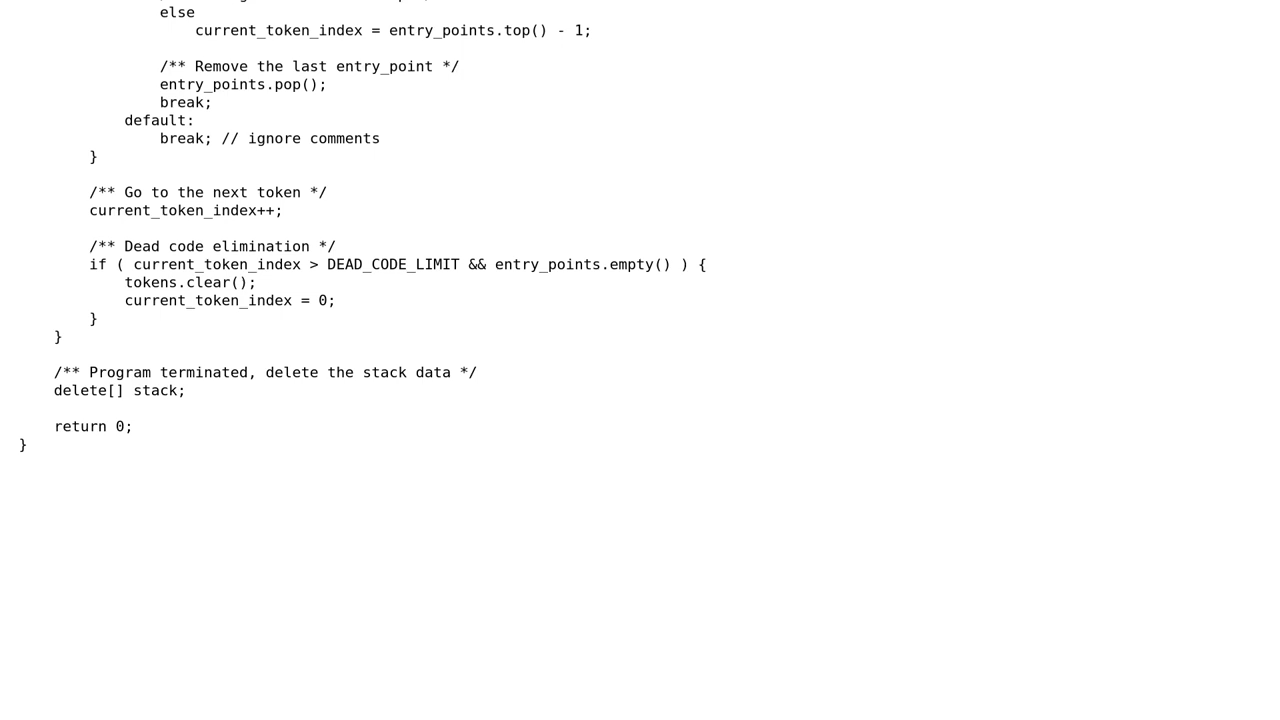 else
current_token_index = entry_points.top() - 1;
/** Remove the last entry_point */
entry_points.pop();
break;
default:
break; // ignore comments
}
/** Go to the next token */
current_token_index++;
/** Dead code elimination */
if ( current_token_index > DEAD_CODE_LIMIT && entry_points.empty() ) {
tokens.clear();
current_token_index = 0;
}
}
/** Program terminated, delete the stack data */
delete[] stack;
return 0;
}